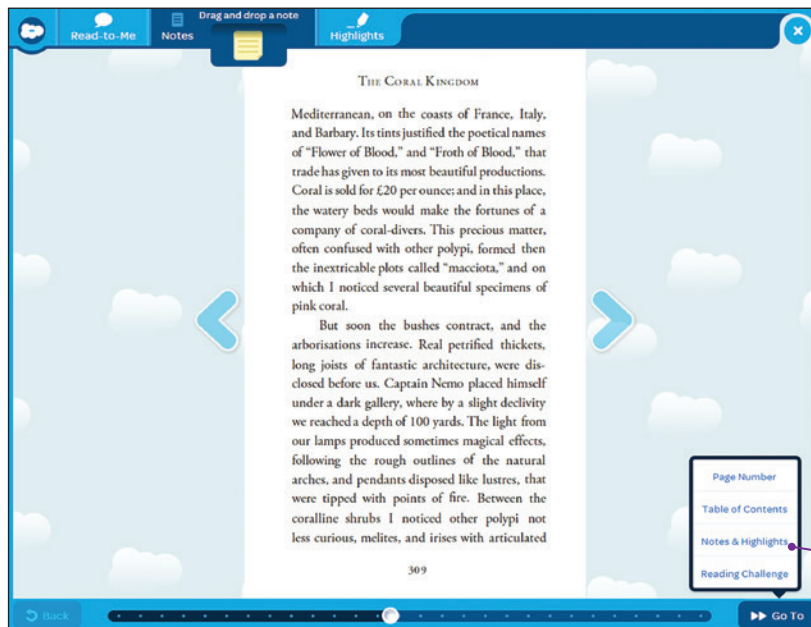 Read-to-Me
Notes
Drag and drop a note
Highlights
THE CORAL KINGDOM
Mediterranean, on the coasts of France, Italy,
and Barbary. Its tints justified the poetical names
of “Flower of Blood,” and “Froth of Blood,” that
trade has given to its most beautiful productions.
Coral is sold for £20 per ounce; and in this place,
the watery beds would make the fortunes of a
company of coral-divers. This precious matter,
often confused with other polypi, formed then
the inextricable plots called “macciota,” and on
which I noticed several beautiful specimens of
pink coral.
But soon the bushes contract, and the
arborisations increase. Real petrified thickets,
long joists of fantastic architecture, were dis-
closed before us. Captain Nemo placed himself
under a dark gallery, where by a slight declivity
we reached a depth of 100 yards. The light from
our lamps produced sometimes magical effects,
following the rough outlines of the natural
arches, and pendants disposed like lustres, that
were tipped with points of fire. Between the
coralline shrubs I noticed other polypi not
less curious, melites, and irises with articulated
309
Page Number
Table of Contents
Notes & Highlights
Reading Challenge
Back
Go To